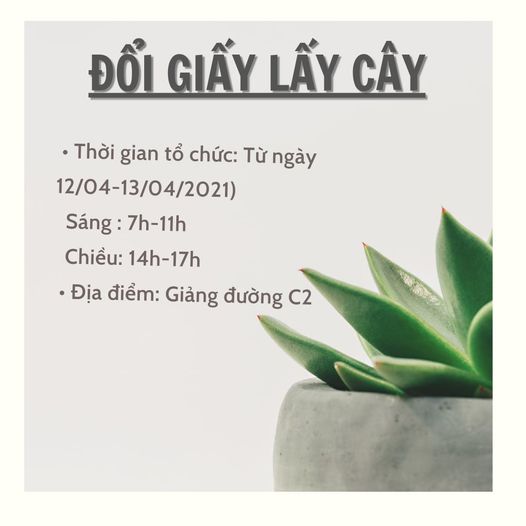 ĐỔI GIẤY LẤY CÂY
• Thời gian tổ chức: Từ ngày
12/04-13/04/2021)
Sáng : 7h-11h
Chiều: 14h-17h
• Địa điểm: Giảng đường C2